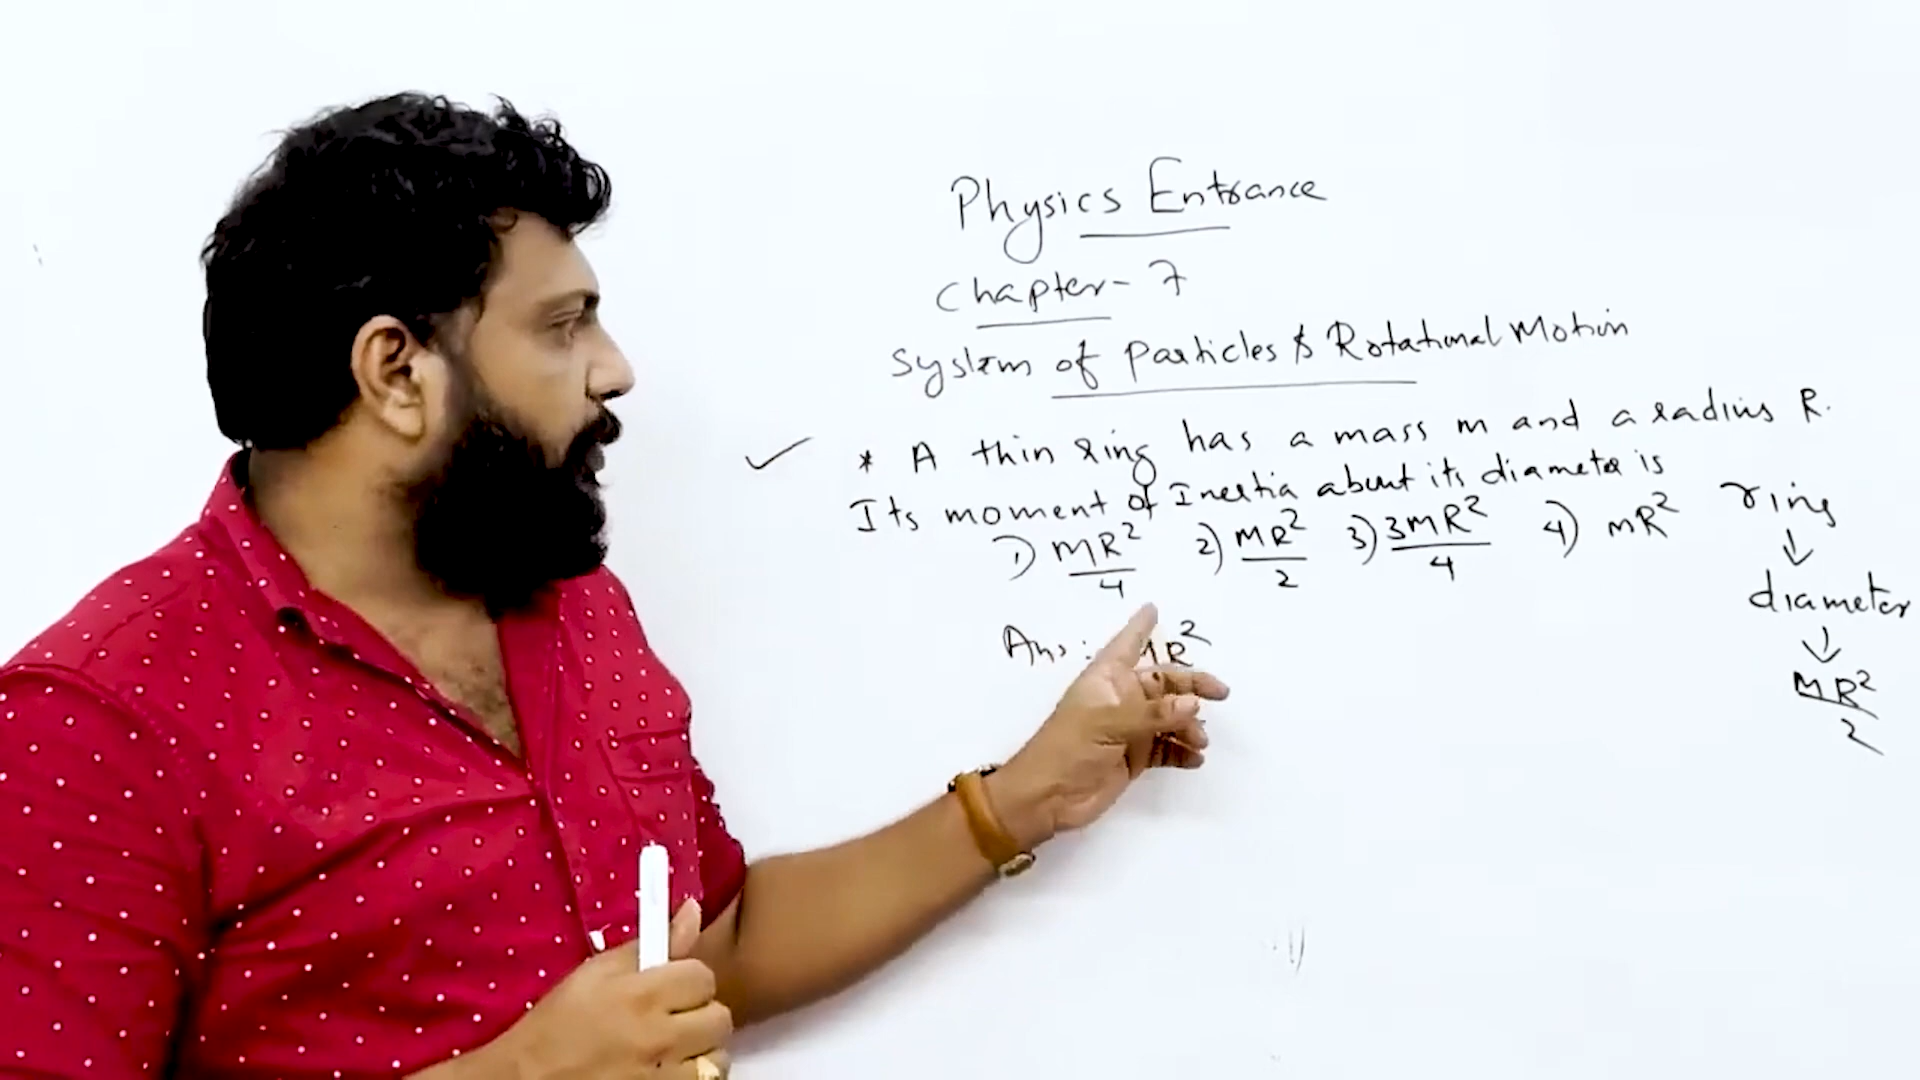 Physics Entrance
Chapter - 7
System of Particles & Rotational Motion
* A thin ring has a mass m and a radius R.
Its moment of Inertia about its diameter is
1) MR²/4 2) MR²/2 3) 3MR²/4 4) MR²
Ans: MR²
ring
↓
diameter
↓
MR²/2